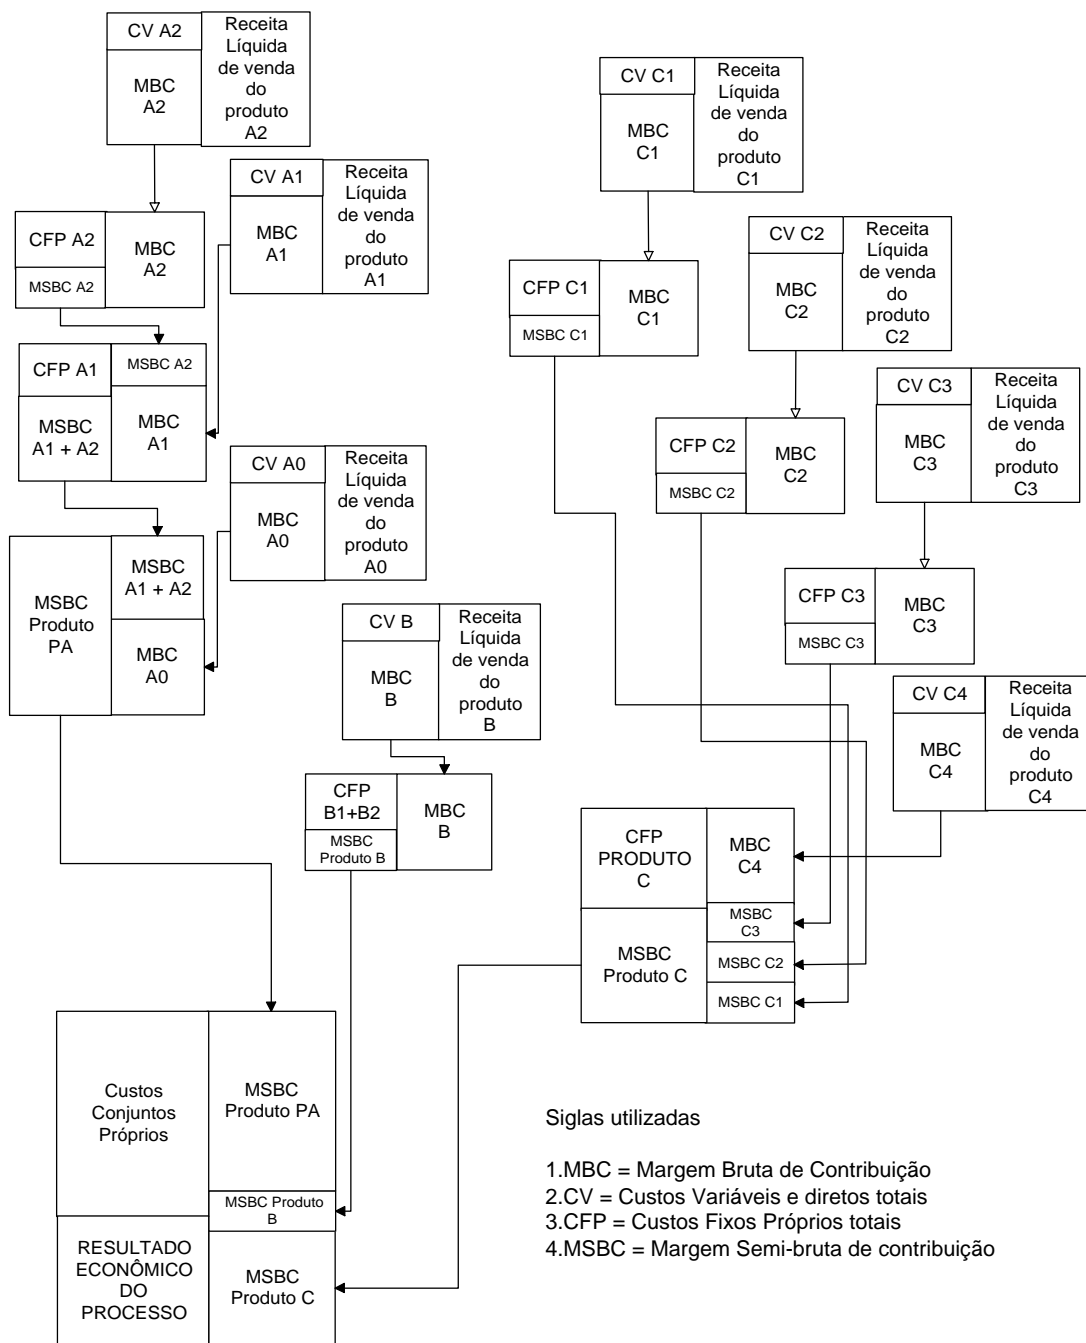 CV A2
MBC
A2
Receita
Líquida
de venda
do
produto
A2
CV C1
MBC
C1
Receita
Líquida
de venda
do
produto
C1
CV A1
MBC
A1
Receita
Líquida
de venda
do
produto
A1
CFP A2
MSBC A2
MBC
A2
CV C2
MBC
C2
Receita
Líquida
de venda
do
produto
C2
CFP C1
MSBC C1
MBC
C1
CFP A1
MSBC
A1 + A2
MSBC A2
MBC
A1
CV C3
MBC
C3
Receita
Líquida
de venda
do
produto
C3
CFP C2
MSBC C2
MBC
C2
CV A0
MBC
A0
Receita
Líquida
de venda
do
produto
A0
MSBC
Produto
PA
MSBC
A1 + A2
MBC
A0
CFP C3
MSBC C3
MBC
C3
CV B
MBC
B
Receita
Líquida
de venda
do
produto
B
CV C4
MBC
C4
Receita
Líquida
de venda
do
produto
C4
CFP
B1+B2
MSBC
Produto B
MBC
B
CFP
PRODUTO
C
MSBC
Produto C
MBC
C4
MSBC
C3
MSBC C2
MSBC C1
Custos
Conjuntos
Próprios
RESULTADO
ECONÔMICO
DO
PROCESSO
MSBC
Produto PA
MSBC Produto
B
MSBC
Produto C
Siglas utilizadas
1.MBC = Margem Bruta de Contribuição
2.CV = Custos Variáveis e diretos totais
3.CFP = Custos Fixos Próprios totais
4.MSBC = Margem Semi-bruta de contribuição